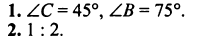 1. ∠C = 45°, ∠B = 75°.
2. 1 : 2.